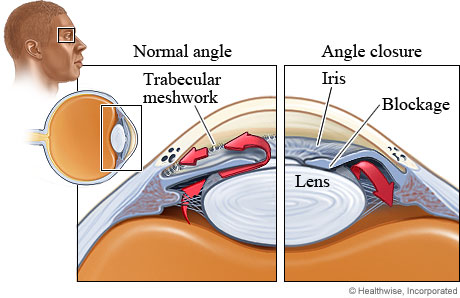 Normal angle
Trabecular
meshwork
Angle closure
Iris
Blockage
Lens
© Healthwise, Incorporated